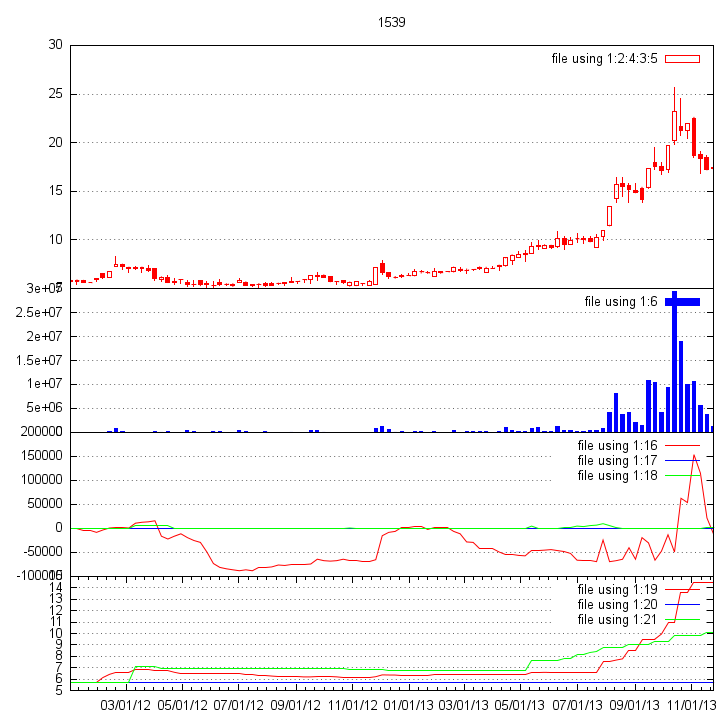 1539
30
file using 1:2:4:3:5
25
20
15
10
5
3e+07
file using 1:6
2.5e+07
2e+07
1.5e+07
1e+07
5e+06
0
200000
file using 1:16
150000
file using 1:17
100000
file using 1:18
50000
0
-50000
-100000
15
14
file using 1:19
13
file using 1:20
12
file using 1:21
11
10
9
8
7
6
5
03/01/12 05/01/12 07/01/12 09/01/12 11/01/12 01/01/13 03/01/13 05/01/13 07/01/13 09/01/13 11/01/13